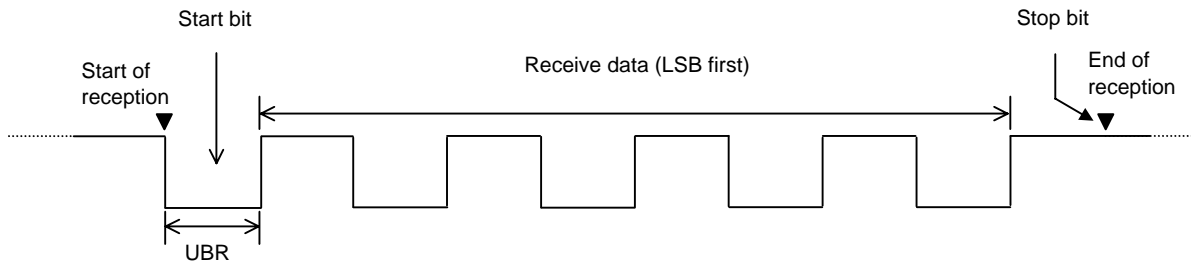 Start bit
Stop bit
Start of
reception
Receive data (LSB first)
End of
reception
UBR